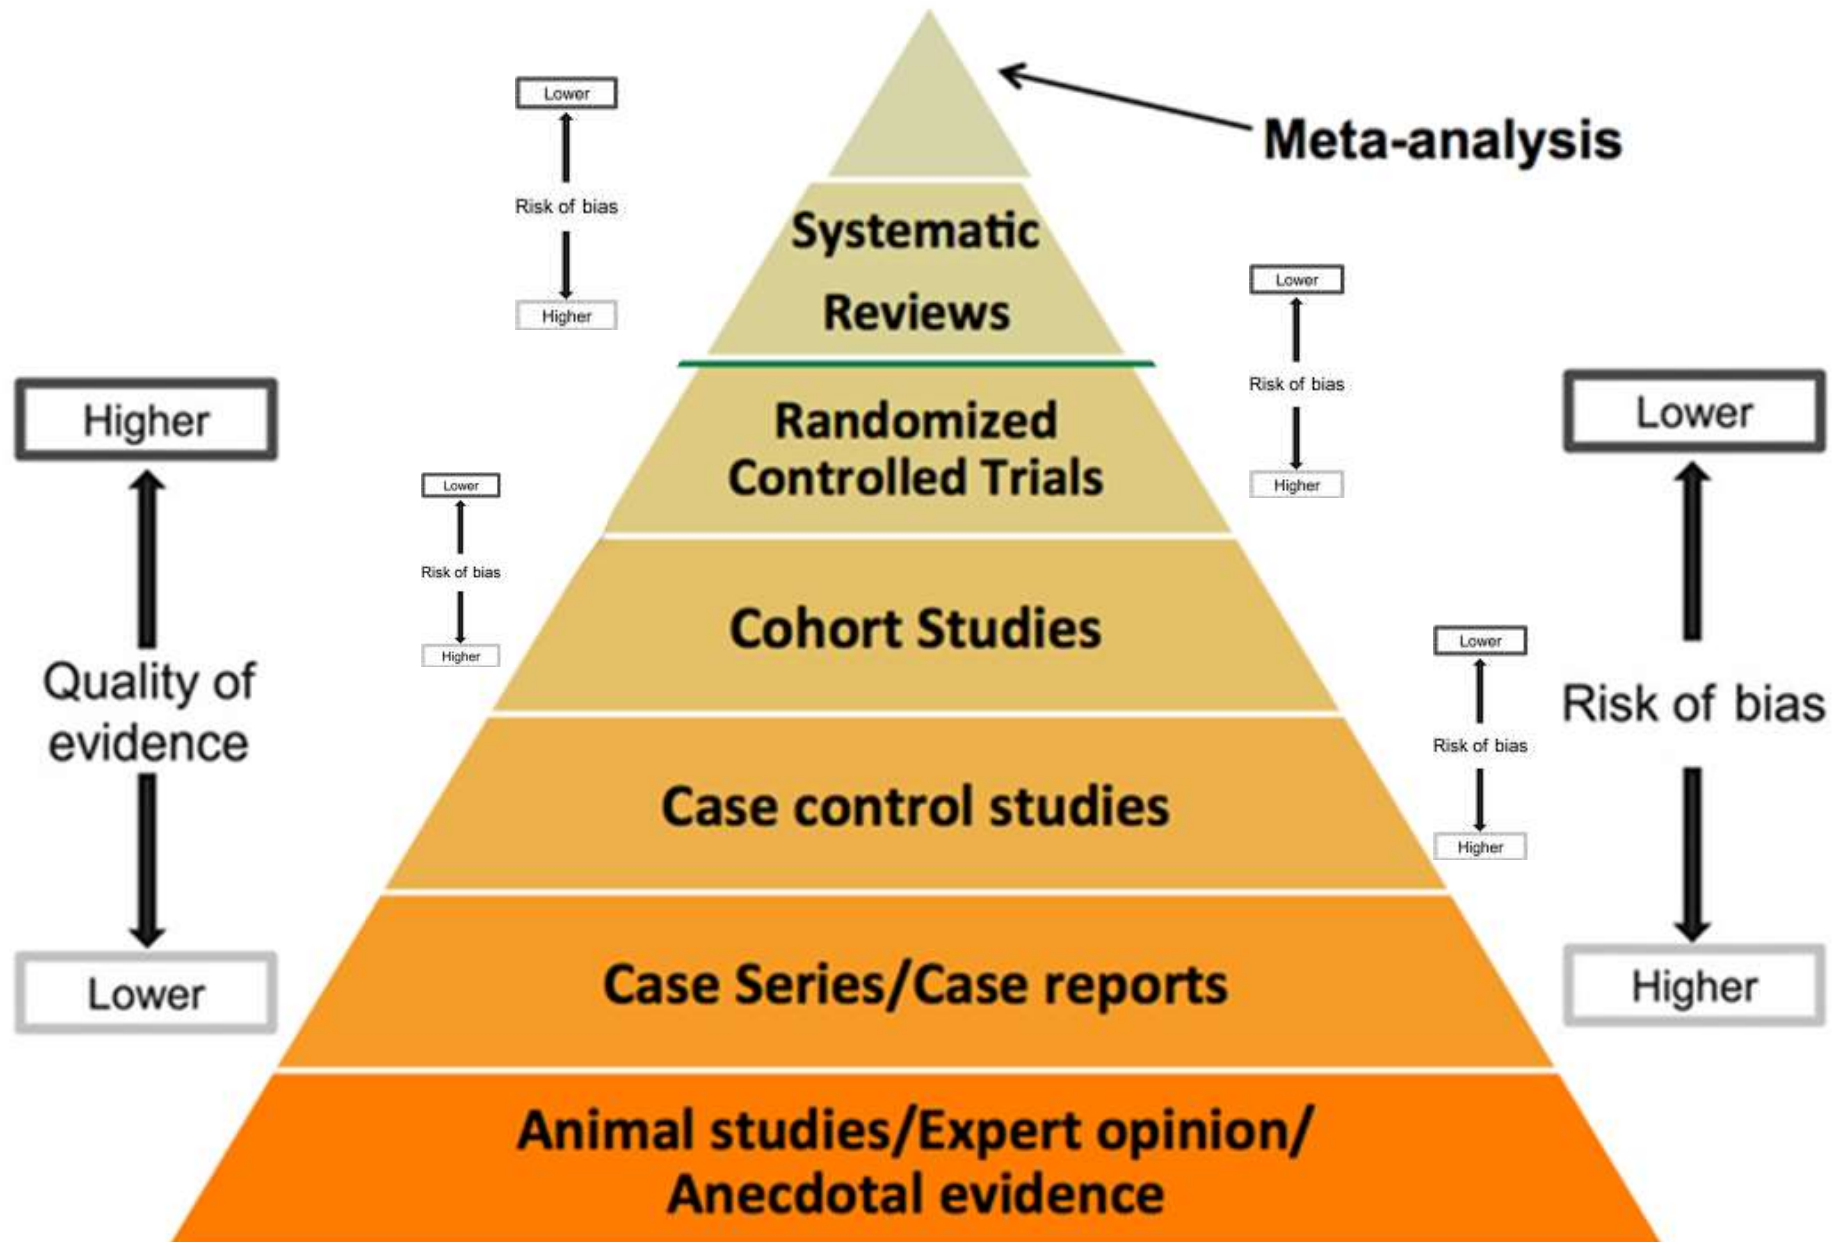 Meta-analysis
Lower
Risk of bias
Higher
Systematic
Reviews
Lower
Risk of bias
Higher
Higher
Quality of
evidence
Lower
Randomized
Controlled Trials
Lower
Risk of bias
Higher
Lower
Risk of bias
Higher
Cohort Studies
Lower
Risk of bias
Higher
Case control studies
Case Series/Case reports
Animal studies/Expert opinion/
Anecdotal evidence